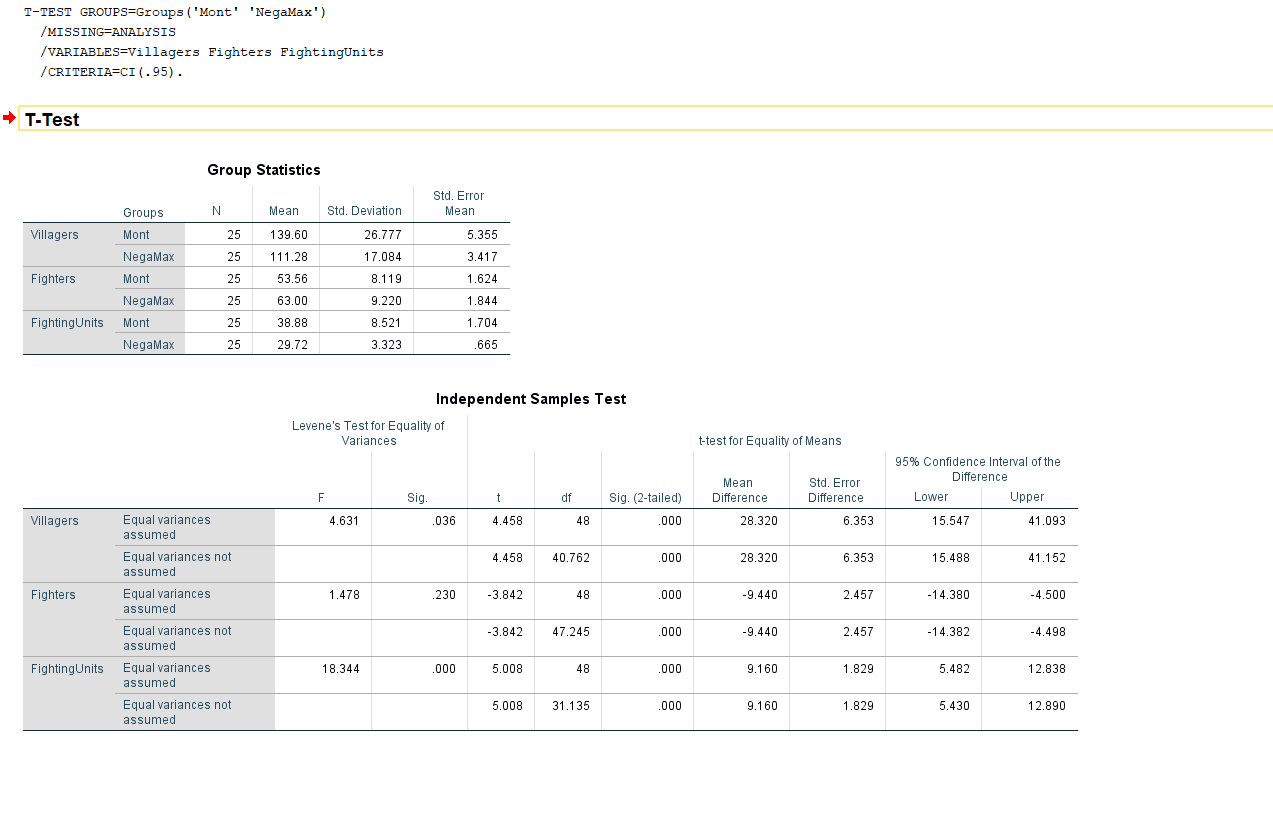 T-TEST GROUPS=Groups('Mont' 'NegaMax')
/MISSING=ANALYSIS
/VARIABLES=Villagers Fighters FightingUnits
/CRITERIA=CI(.95).
T-Test
Group Statistics
Groups N Mean Std. Deviation Std. Error Mean
Villagers Mont 25 139.60 26.777 5.355
NegaMax 25 111.28 17.084 3.417
Fighters Mont 25 53.56 8.119 1.624
NegaMax 25 63.00 9.220 1.844
FightingUnits Mont 25 38.88 8.521 1.704
NegaMax 25 29.72 3.323 .665
Independent Samples Test
Levene's Test for Equality of Variances
t-test for Equality of Means
95% Confidence Interval of the Difference
F Sig. t df Sig. (2-tailed) Mean Difference Std. Error Difference Lower Upper
Villagers Equal variances assumed 4.631 .036 4.458 48 .000 28.320 6.353 15.547 41.093
Equal variances not assumed 4.458 40.762 .000 28.320 6.353 15.488 41.152
Fighters Equal variances assumed 1.478 .230 -3.842 48 .000 -9.440 2.457 -14.380 -4.500
Equal variances not assumed -3.842 47.245 .000 -9.440 2.457 -14.382 -4.498
FightingUnits Equal variances assumed 18.344 .000 5.008 48 .000 9.160 1.829 5.482 12.838
Equal variances not assumed 5.008 31.135 .000 9.160 1.829 5.430 12.890